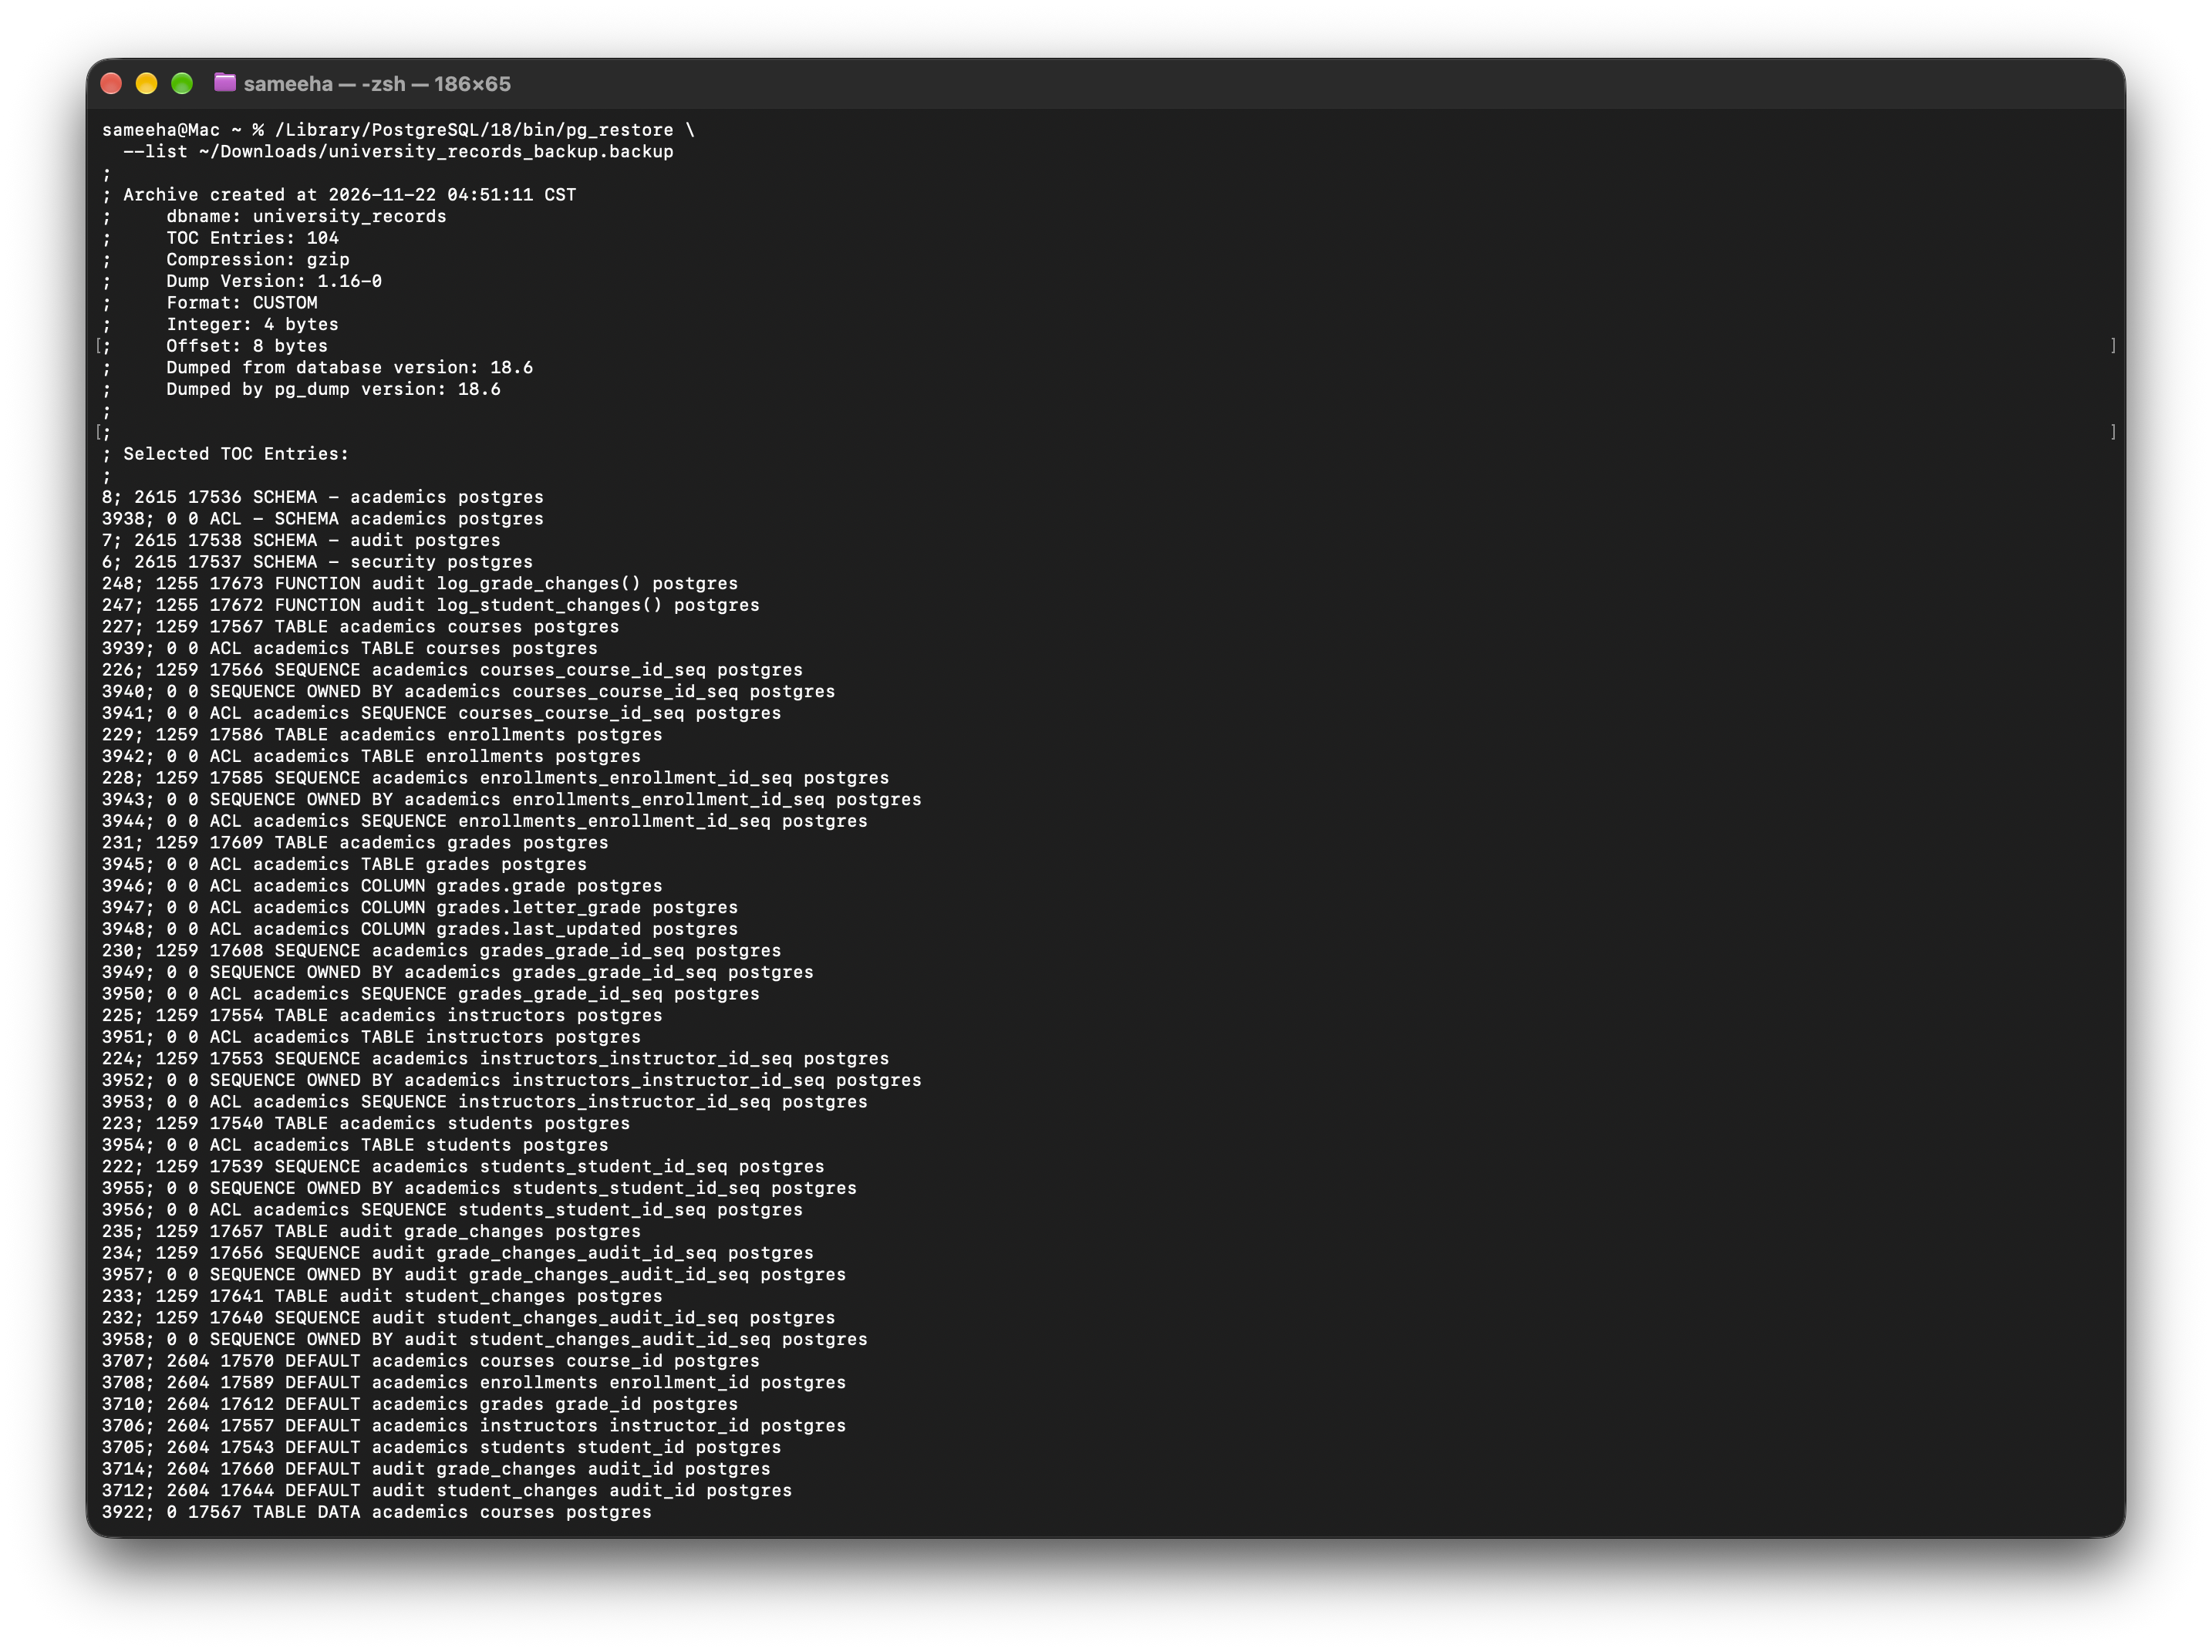 sameeha — -zsh — 186×65
sameeha@Mac ~ % /Library/PostgreSQL/18/bin/pg_restore \
  --list ~/Downloads/university_records_backup.backup
;
; Archive created at 2026-11-22 04:51:11 CST
;     dbname: university_records
;     TOC Entries: 104
;     Compression: gzip
;     Dump Version: 1.16-0
;     Format: CUSTOM
;     Integer: 4 bytes
[;     Offset: 8 bytes ]
;     Dumped from database version: 18.6
;     Dumped by pg_dump version: 18.6
;
[; ]
; Selected TOC Entries:
;
8; 2615 17536 SCHEMA - academics postgres
3938; 0 0 ACL - SCHEMA academics postgres
7; 2615 17538 SCHEMA - audit postgres
6; 2615 17537 SCHEMA - security postgres
248; 1255 17673 FUNCTION audit log_grade_changes() postgres
247; 1255 17672 FUNCTION audit log_student_changes() postgres
227; 1259 17567 TABLE academics courses postgres
3939; 0 0 ACL academics TABLE courses postgres
226; 1259 17566 SEQUENCE academics courses_course_id_seq postgres
3940; 0 0 SEQUENCE OWNED BY academics courses_course_id_seq postgres
3941; 0 0 ACL academics SEQUENCE courses_course_id_seq postgres
229; 1259 17586 TABLE academics enrollments postgres
3942; 0 0 ACL academics TABLE enrollments postgres
228; 1259 17585 SEQUENCE academics enrollments_enrollment_id_seq postgres
3943; 0 0 SEQUENCE OWNED BY academics enrollments_enrollment_id_seq postgres
3944; 0 0 ACL academics SEQUENCE enrollments_enrollment_id_seq postgres
231; 1259 17609 TABLE academics grades postgres
3945; 0 0 ACL academics TABLE grades postgres
3946; 0 0 ACL academics COLUMN grades.grade postgres
3947; 0 0 ACL academics COLUMN grades.letter_grade postgres
3948; 0 0 ACL academics COLUMN grades.last_updated postgres
230; 1259 17608 SEQUENCE academics grades_grade_id_seq postgres
3949; 0 0 SEQUENCE OWNED BY academics grades_grade_id_seq postgres
3950; 0 0 ACL academics SEQUENCE grades_grade_id_seq postgres
225; 1259 17554 TABLE academics instructors postgres
3951; 0 0 ACL academics TABLE instructors postgres
224; 1259 17553 SEQUENCE academics instructors_instructor_id_seq postgres
3952; 0 0 SEQUENCE OWNED BY academics instructors_instructor_id_seq postgres
3953; 0 0 ACL academics SEQUENCE instructors_instructor_id_seq postgres
223; 1259 17540 TABLE academics students postgres
3954; 0 0 ACL academics TABLE students postgres
222; 1259 17539 SEQUENCE academics students_student_id_seq postgres
3955; 0 0 SEQUENCE OWNED BY academics students_student_id_seq postgres
3956; 0 0 ACL academics SEQUENCE students_student_id_seq postgres
235; 1259 17657 TABLE audit grade_changes postgres
234; 1259 17656 SEQUENCE audit grade_changes_audit_id_seq postgres
3957; 0 0 SEQUENCE OWNED BY audit grade_changes_audit_id_seq postgres
233; 1259 17641 TABLE audit student_changes postgres
232; 1259 17640 SEQUENCE audit student_changes_audit_id_seq postgres
3958; 0 0 SEQUENCE OWNED BY audit student_changes_audit_id_seq postgres
3707; 2604 17570 DEFAULT academics courses course_id postgres
3708; 2604 17589 DEFAULT academics enrollments enrollment_id postgres
3710; 2604 17612 DEFAULT academics grades grade_id postgres
3706; 2604 17557 DEFAULT academics instructors instructor_id postgres
3705; 2604 17543 DEFAULT academics students student_id postgres
3714; 2604 17660 DEFAULT audit grade_changes audit_id postgres
3712; 2604 17644 DEFAULT audit student_changes audit_id postgres
3922; 0 17567 TABLE DATA academics courses postgres